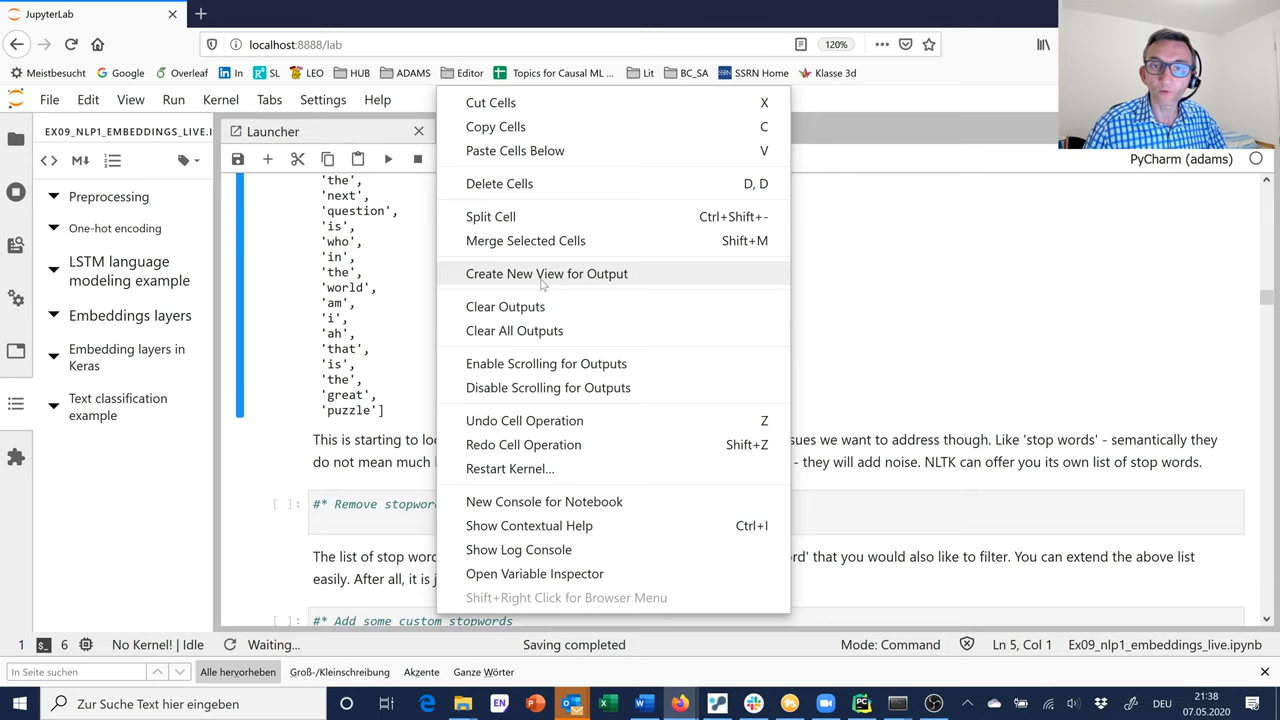 JupyterLab
localhost:8888/lab
120%
Meistbesucht
Google
Overleaf
In
SL
LEO
HUB
ADAMS
Editor
Topics for Causal ML ...
Lit
BC_SA
SSRN Home
Klasse 3d
File
Edit
View
Run
Kernel
Tabs
Settings
Help
EX09_NLP1_EMBEDDINGS_LIVE.I
Launcher
PyCharm (adams)
Preprocessing
One-hot encoding
LSTM language
modeling example
Embeddings layers
Embedding layers in
Keras
Text classification
example
'the',
'next',
'question',
'is',
'who',
'in',
'the',
'world',
'am',
'i',
'ah',
'that',
'is',
'the',
'great',
'puzzle']
Cut Cells X
Copy Cells C
Paste Cells Below V
Delete Cells D, D
Split Cell Ctrl+Shift+-
Merge Selected Cells Shift+M
Create New View for Output
Clear Outputs
Clear All Outputs
Enable Scrolling for Outputs
Disable Scrolling for Outputs
Undo Cell Operation Z
Redo Cell Operation Shift+Z
Restart Kernel...
New Console for Notebook
Show Contextual Help Ctrl+I
Show Log Console
Open Variable Inspector
Shift+Right Click for Browser Menu
This is starting to lo sues we want to address though. Like 'stop words' - semantically they
do not mean much - they will add noise. NLTK can offer you its own list of stop words.
[ ]: #* Remove stopwor
The list of stop wor rd' that you would also like to filter. You can extend the above list
easily. After all, it is j
[ ]: #* Add some custom stopwords
1
6
No Kernel! | Idle
Waiting...
Saving completed
Mode: Command
Ln 5, Col 1
Ex09_nlp1_embeddings_live.ipynb
In Seite suchen
Alle hervorheben
Groß-/Kleinschreibung
Akzente
Ganze Wörter
Zur Suche Text hier eingeben
EN
DEU
21:38
07.05.2020